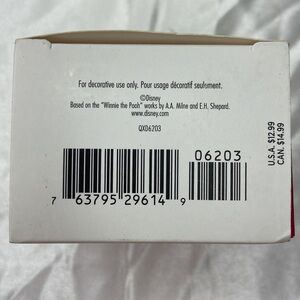 For decorative use only. Pour usage décoratif seulement.
©Disney
Based on the "Winnie the Pooh" works by A.A. Milne and E.H. Shepard.
www.disney.com
QXD6203
06203
7 63795 29614 9
U.S.A. $12.99
CAN. $14.99